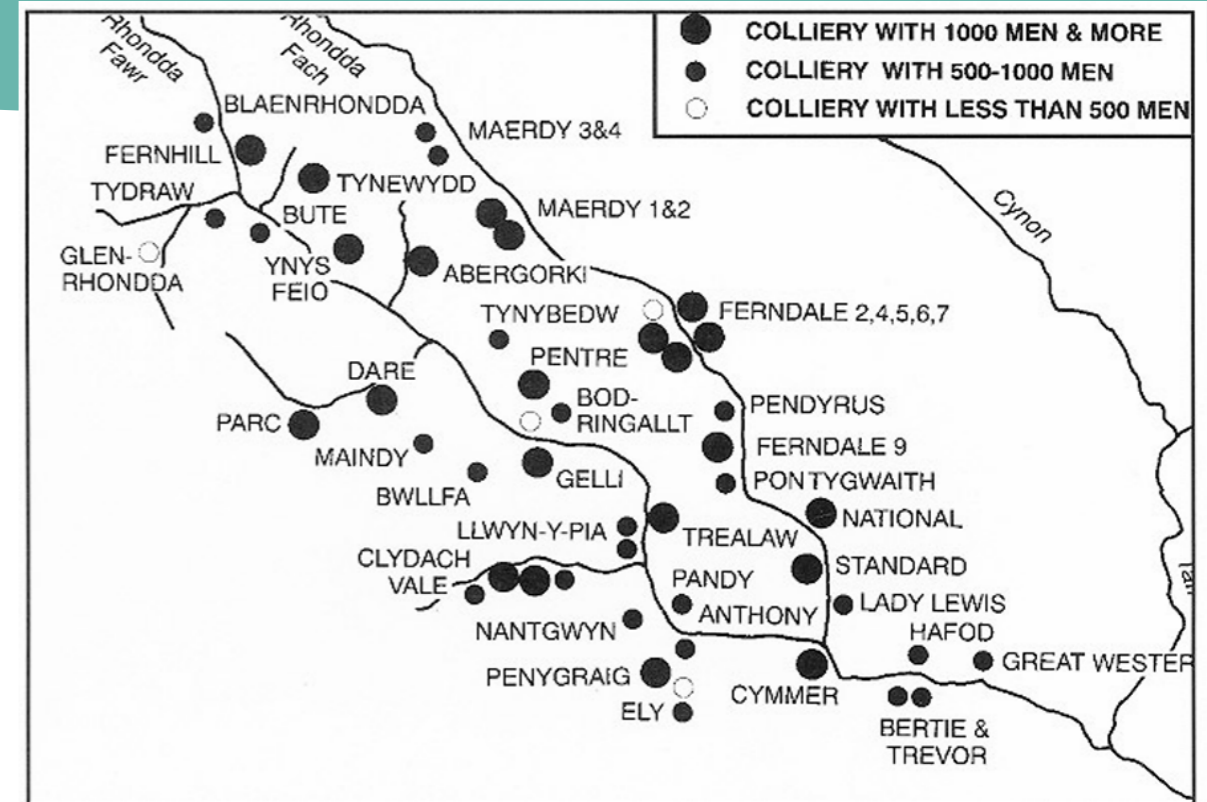 Rhondda
Fawr
Rhondda
Fach
COLLIERY WITH 1000 MEN & MORE
COLLIERY WITH 500-1000 MEN
COLLIERY WITH LESS THAN 500 MEN
BLAENRHONDDA
MAERDY 3&4
FERNHILL
TYDRAW
TYNEWYDD
BUTE
MAERDY 1&2
Cynon
GLEN-
RHONDDA
YNYS
FEIO
ABERGORKI
TYNYBEDW
FERNDALE 2,4,5,6,7
PENTRE
DARE
BOD-
RINGALLT
PENDYRUS
PARC
MAINDY
FERNDALE 9
BWLLFA
GELLI
PONTYGWAITH
LLWYN-Y-PIA
TREALAW
NATIONAL
CLYDACH
VALE
PANDY
STANDARD
ANTHONY
LADY LEWIS
NANTGWYN
HAFOD
GREAT WESTER
PENYGRAIG
ELY
CYMMER
BERTIE &
TREVOR